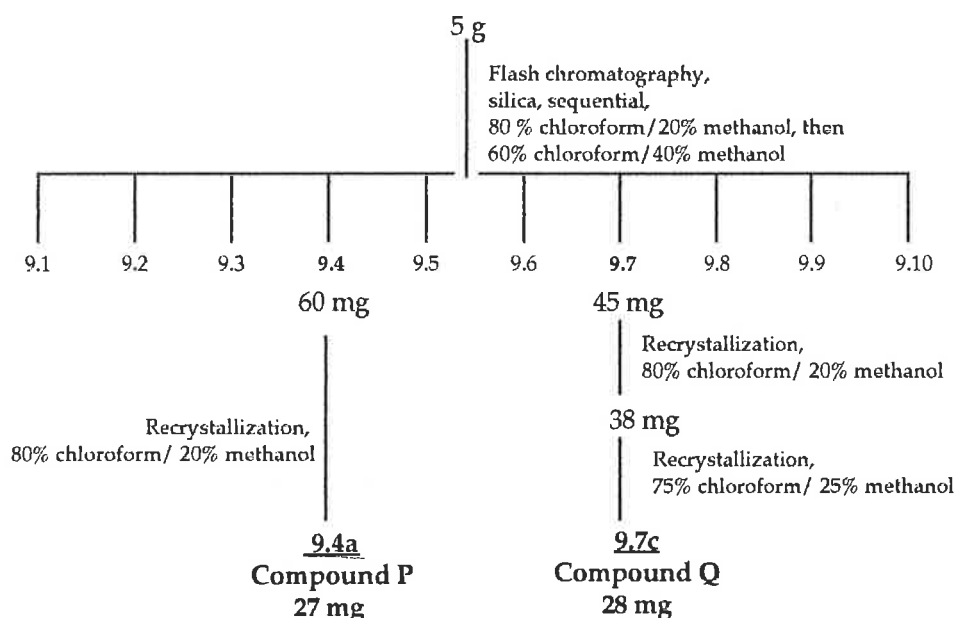 5 g
Flash chromatography,
silica, sequential,
80 % chloroform/20% methanol, then
60% chloroform/40% methanol
9.1 9.2 9.3 9.4 9.5 9.6 9.7 9.8 9.9 9.10
60 mg 45 mg
Recrystallization,
80% chloroform/ 20% methanol
38 mg
Recrystallization,
80% chloroform/ 20% methanol
Recrystallization,
75% chloroform/ 25% methanol
9.4a 9.7c
Compound P Compound Q
27 mg 28 mg